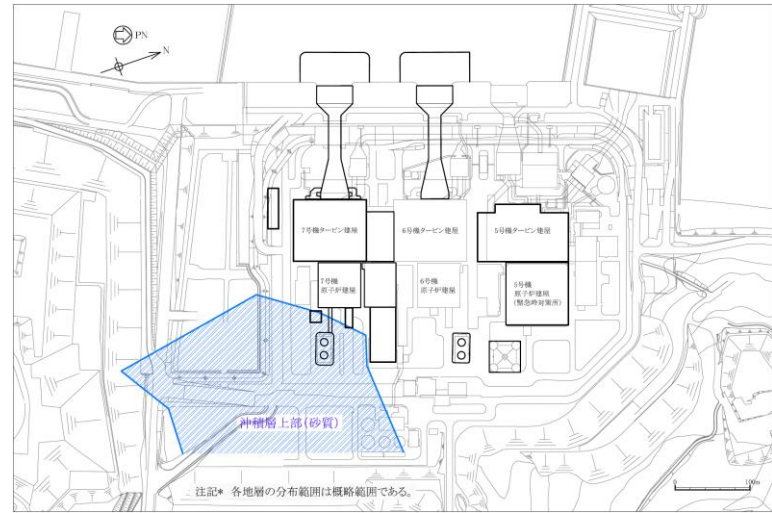 PN
N
7号機タービン建屋
6号機タービン建屋
5号機タービン建屋
7号機
原子炉建屋
6号機
原子炉建屋
5号機
原子炉建屋
(緊急時対策所)
沖積層上部(砂質)
注記* 各地層の分布範囲は概略範囲である。
0
100m